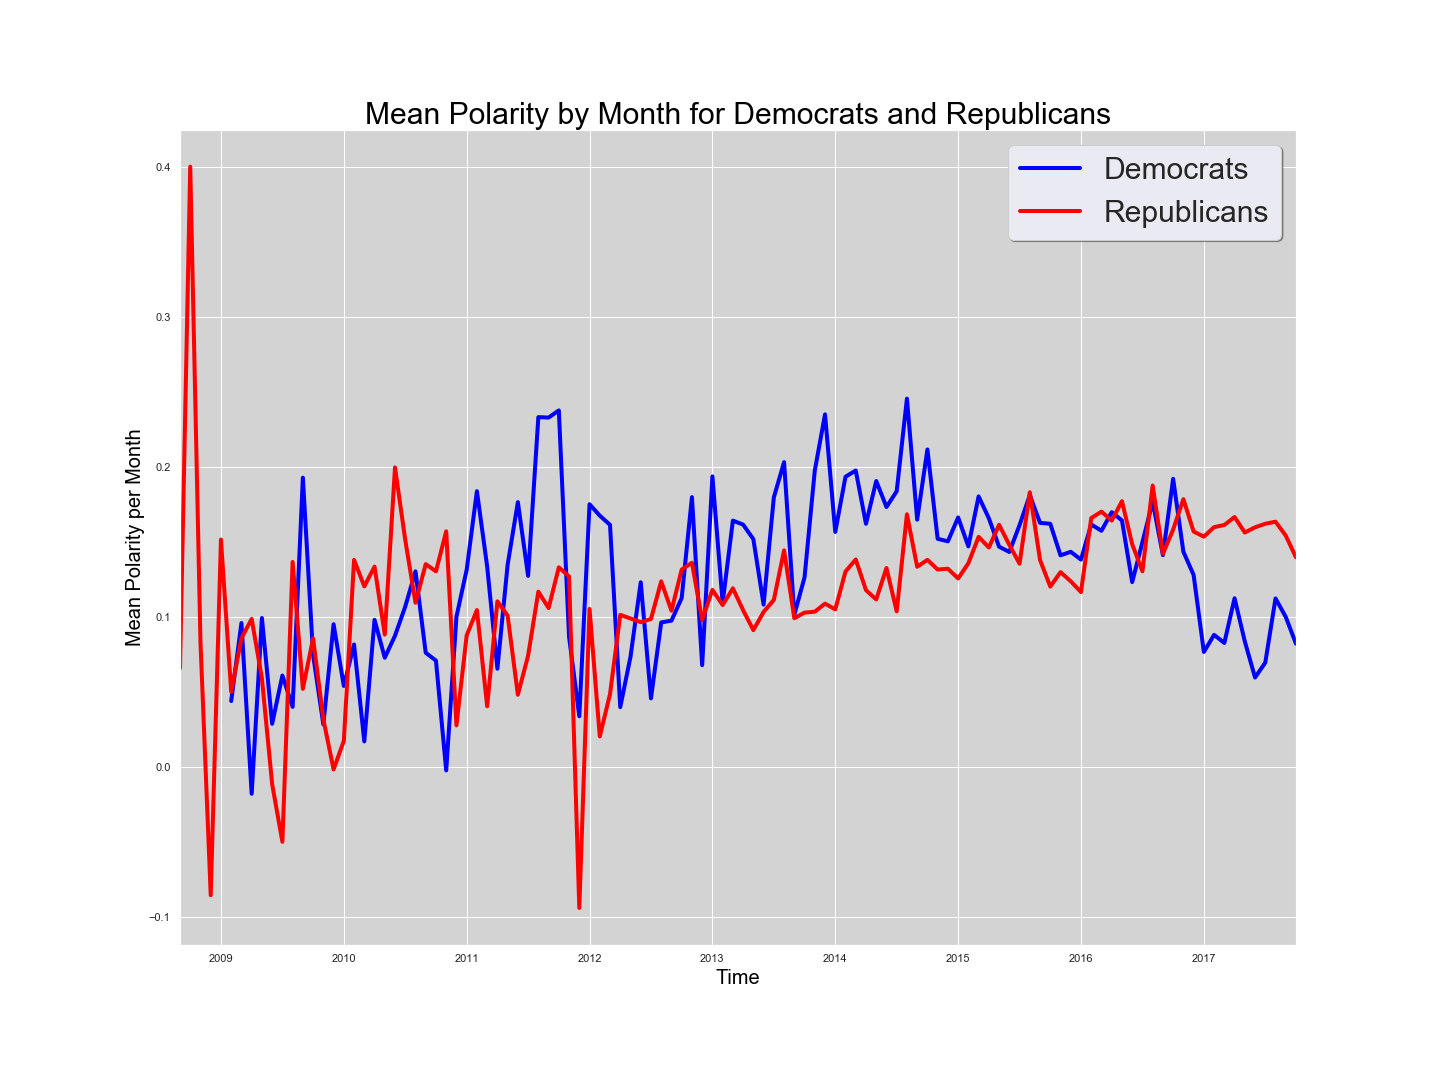 Mean Polarity by Month for Democrats and Republicans
Democrats
Republicans
0.4
0.3
0.2
0.1
0.0
−0.1
Mean Polarity per Month
2009 2010 2011 2012 2013 2014 2015 2016 2017
Time